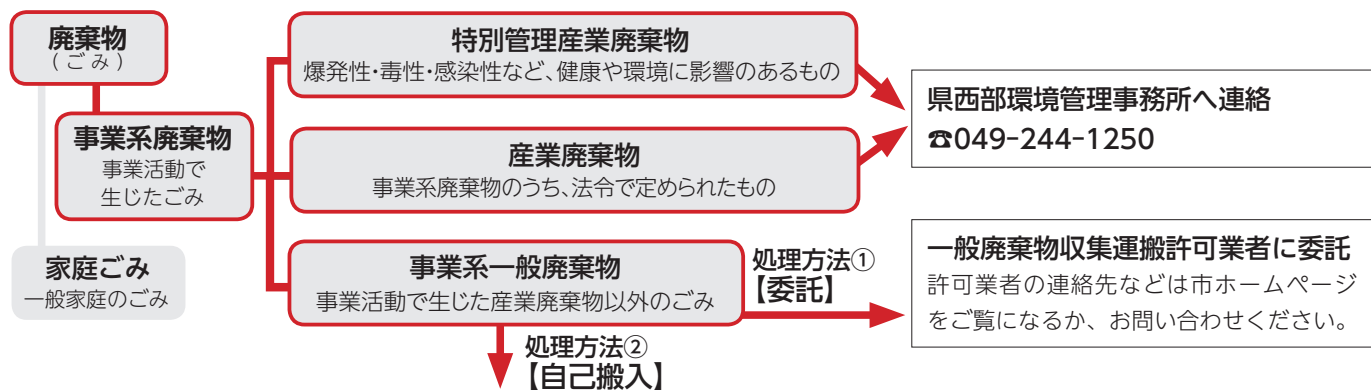 廃棄物
（ごみ）
事業系廃棄物
事業活動で
生じたごみ
家庭ごみ
一般家庭のごみ
特別管理産業廃棄物
爆発性・毒性・感染性など、健康や環境に影響のあるもの
産業廃棄物
事業系廃棄物のうち、法令で定められたもの
県西部環境管理事務所へ連絡
☎049-244-1250
事業系一般廃棄物
事業活動で生じた産業廃棄物以外のごみ
処理方法①
【委託】
一般廃棄物収集運搬許可業者に委託
許可業者の連絡先などは市ホームページ
をご覧になるか、お問い合わせください。
処理方法②
【自己搬入】